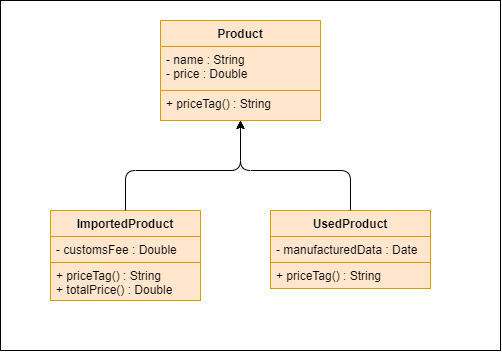 Product
- name : String
- price : Double
+ priceTag() : String
ImportedProduct
- customsFee : Double
+ priceTag() : String
+ totalPrice() : Double
UsedProduct
- manufacturedData : Date
+ priceTag() : String